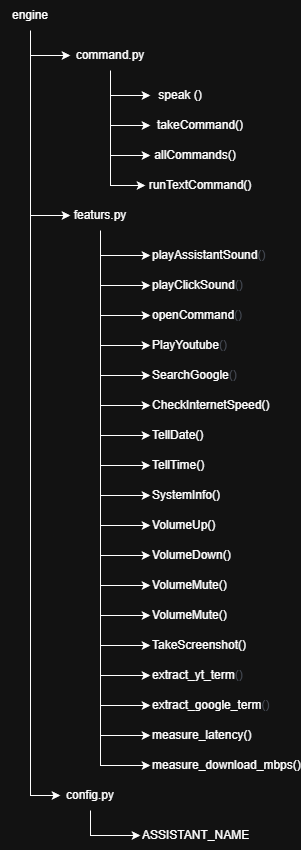 engine
command.py
speak ()
takeCommand()
allCommands()
runTextCommand()
featurs.py
playAssistantSound()
playClickSound()
openCommand()
PlayYoutube()
SearchGoogle()
CheckInternetSpeed()
TellDate()
TellTime()
SystemInfo()
VolumeUp()
VolumeDown()
VolumeMute()
VolumeMute()
TakeScreenshot()
extract_yt_term()
extract_google_term()
measure_latency()
measure_download_mbps()
config.py
ASSISTANT_NAME